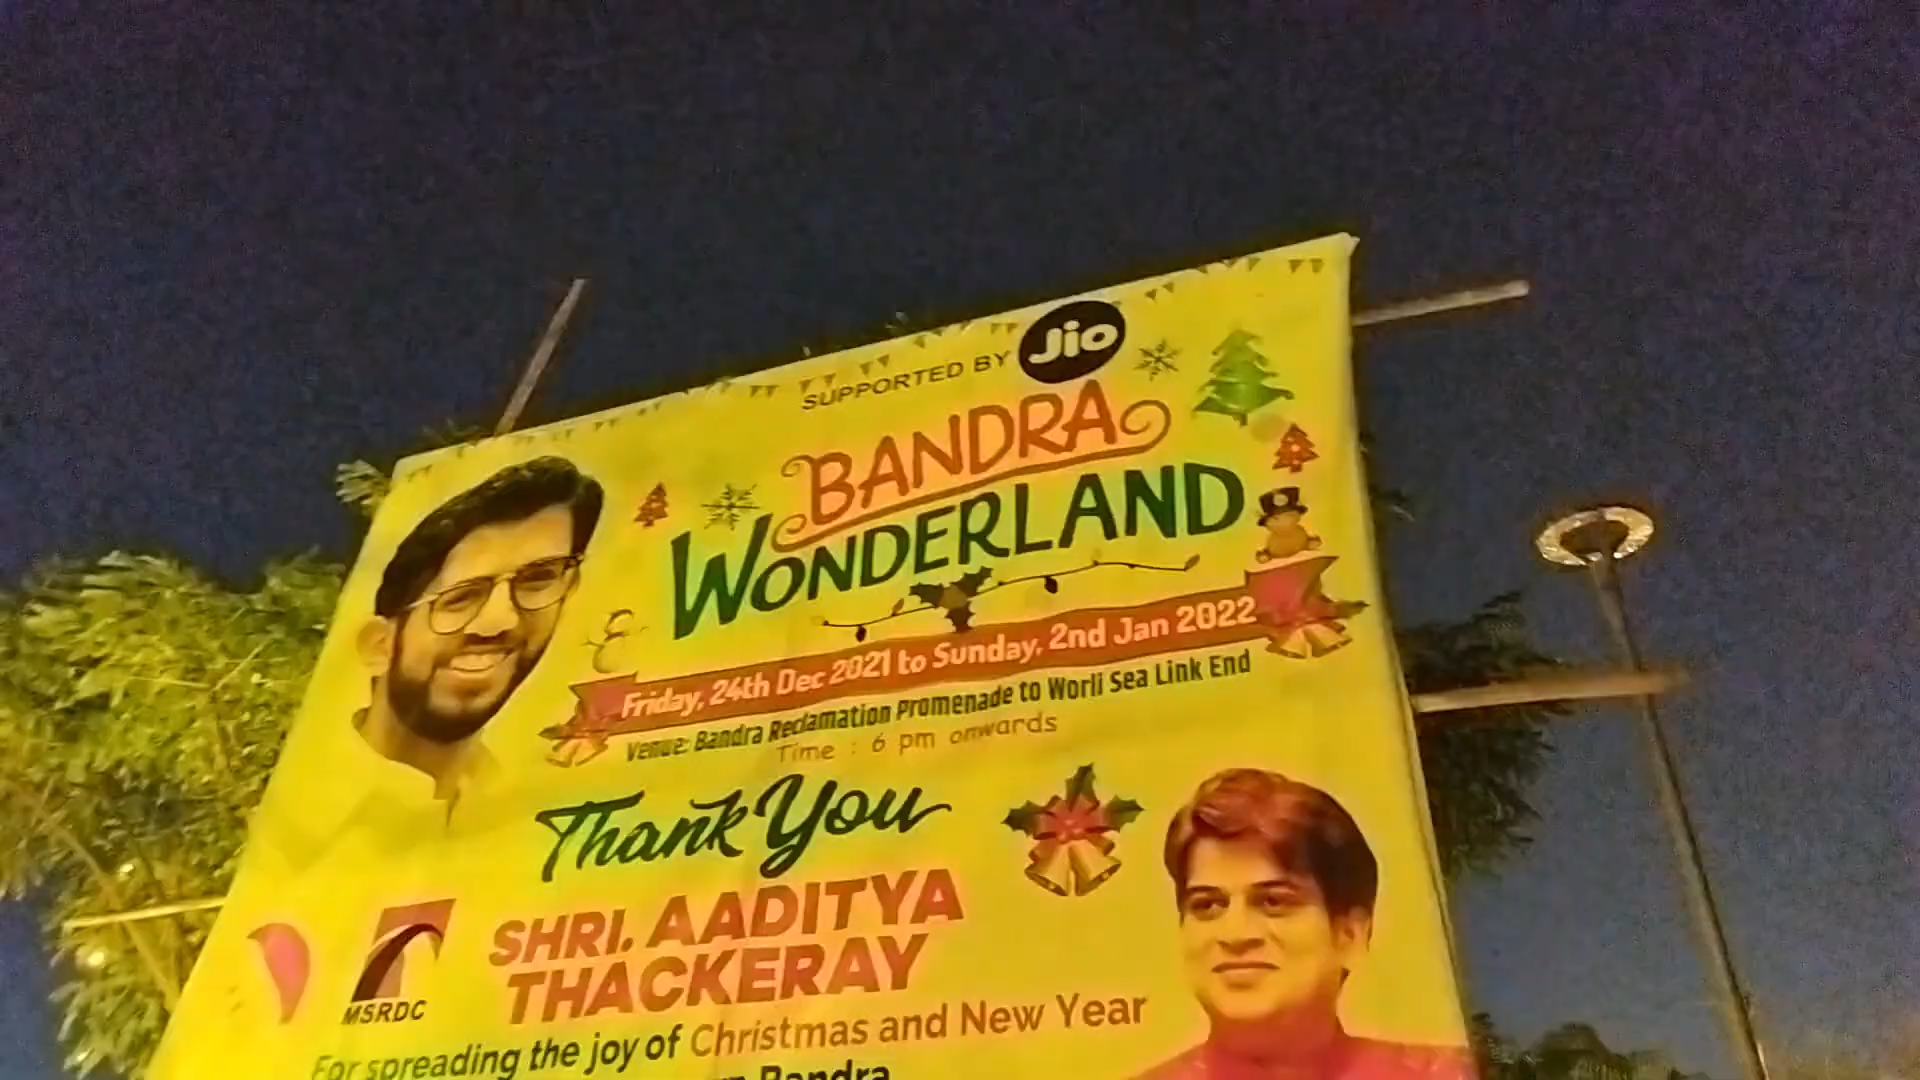 SUPPORTED BY Jio
BANDRA
WONDERLAND
Friday, 24th Dec 2021 to Sunday, 2nd Jan 2022
Venue: Bandra Reclamation Promenade to Worli Sea Link End
Time : 6 pm onwards
Thank You
SHRI. AADITYA
THACKERAY
MSRDC
For spreading the joy of Christmas and New Year
Bandra